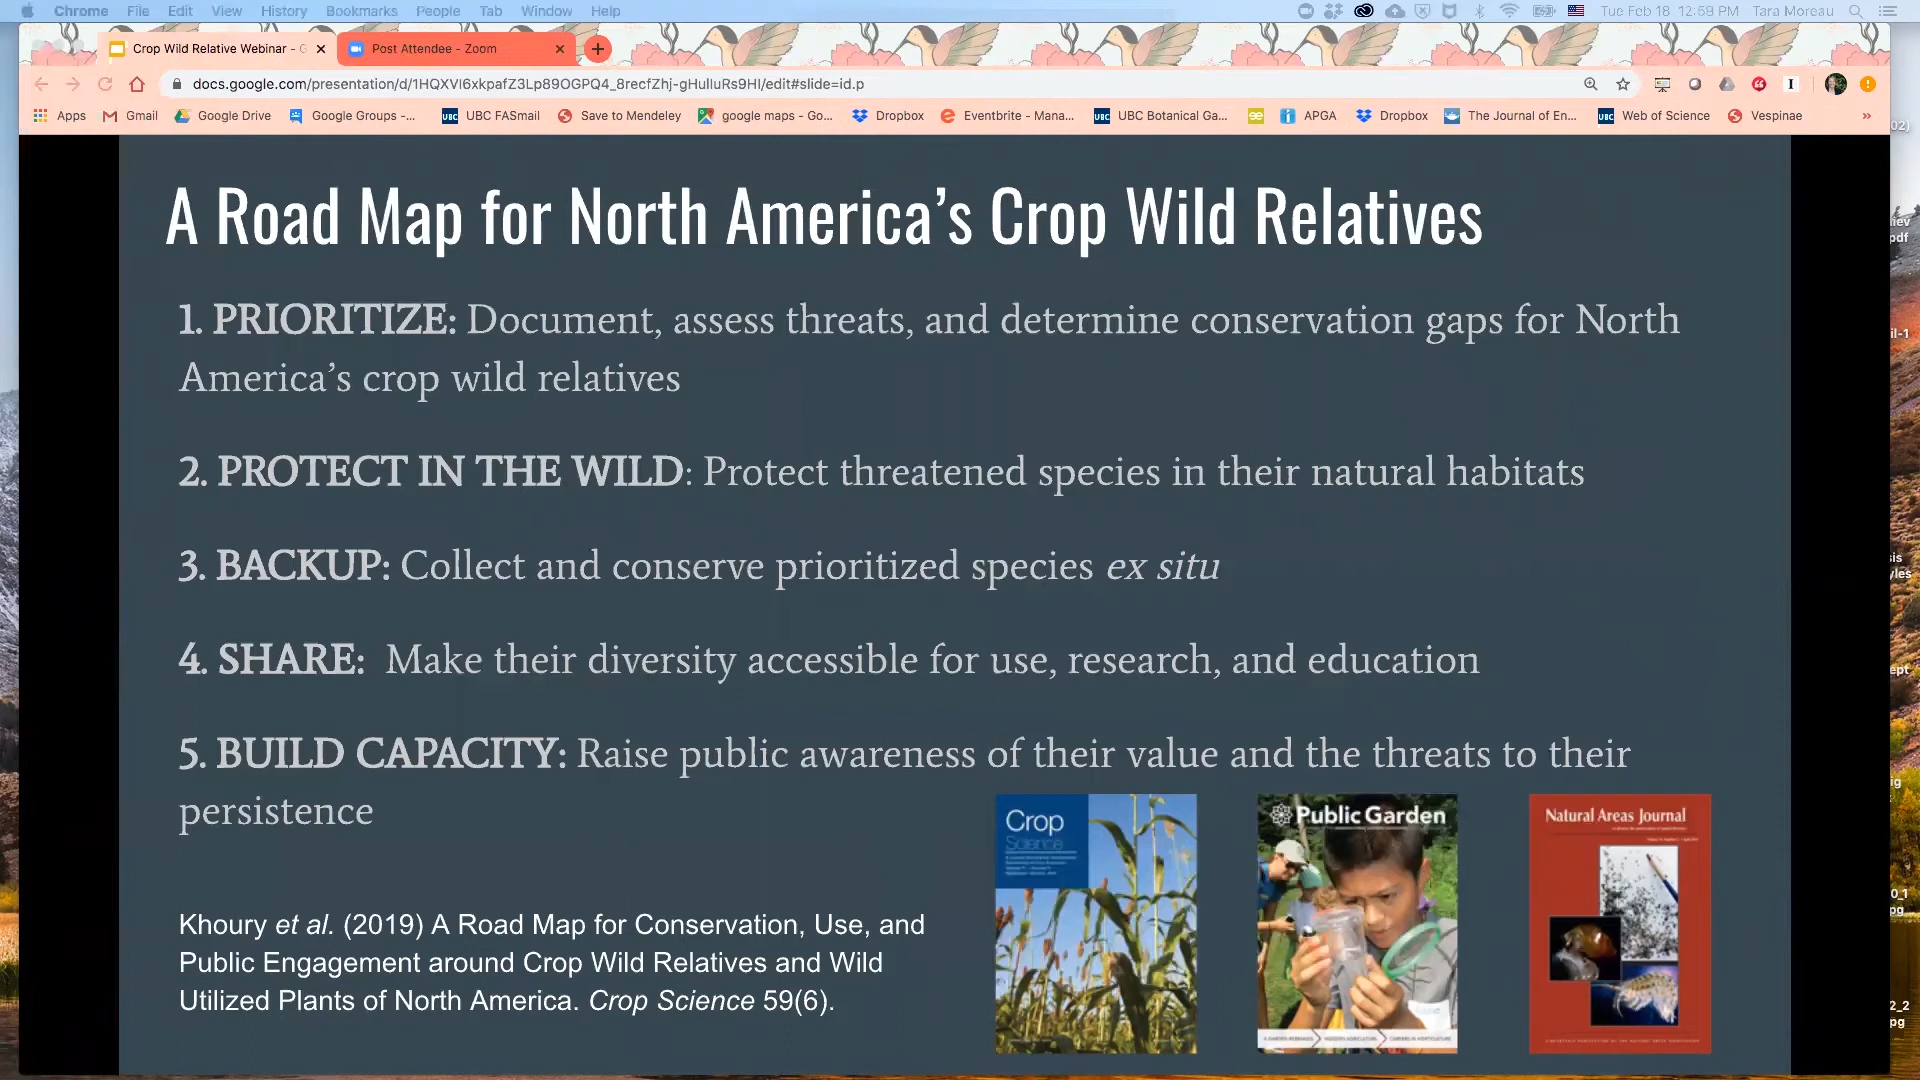 Chrome File Edit View History Bookmarks People Tab Window Help Tue Feb 18 12:59 PM Tara Moreau
Crop Wild Relative Webinar - G Post Attendee - Zoom
docs.google.com/presentation/d/1HQXVl6xkpafZ3Lp89OGPQ4_8recfZhj-gHulluRs9HI/edit#slide=id.p
Apps Gmail Google Drive Google Groups -... UBC UBC FASmail Save to Mendeley google maps - Go... Dropbox Eventbrite - Mana... UBC UBC Botanical Ga... APGA Dropbox The Journal of En... UBC Web of Science Vespinae »
A Road Map for North America's Crop Wild Relatives
1. PRIORITIZE: Document, assess threats, and determine conservation gaps for North
America's crop wild relatives
2. PROTECT IN THE WILD: Protect threatened species in their natural habitats
3. BACKUP: Collect and conserve prioritized species ex situ
4. SHARE: Make their diversity accessible for use, research, and education
5. BUILD CAPACITY: Raise public awareness of their value and the threats to their
persistence
Crop
Science
Public Garden
Natural Areas Journal
Khoury et al. (2019) A Road Map for Conservation, Use, and
Public Engagement around Crop Wild Relatives and Wild
Utilized Plants of North America. Crop Science 59(6).